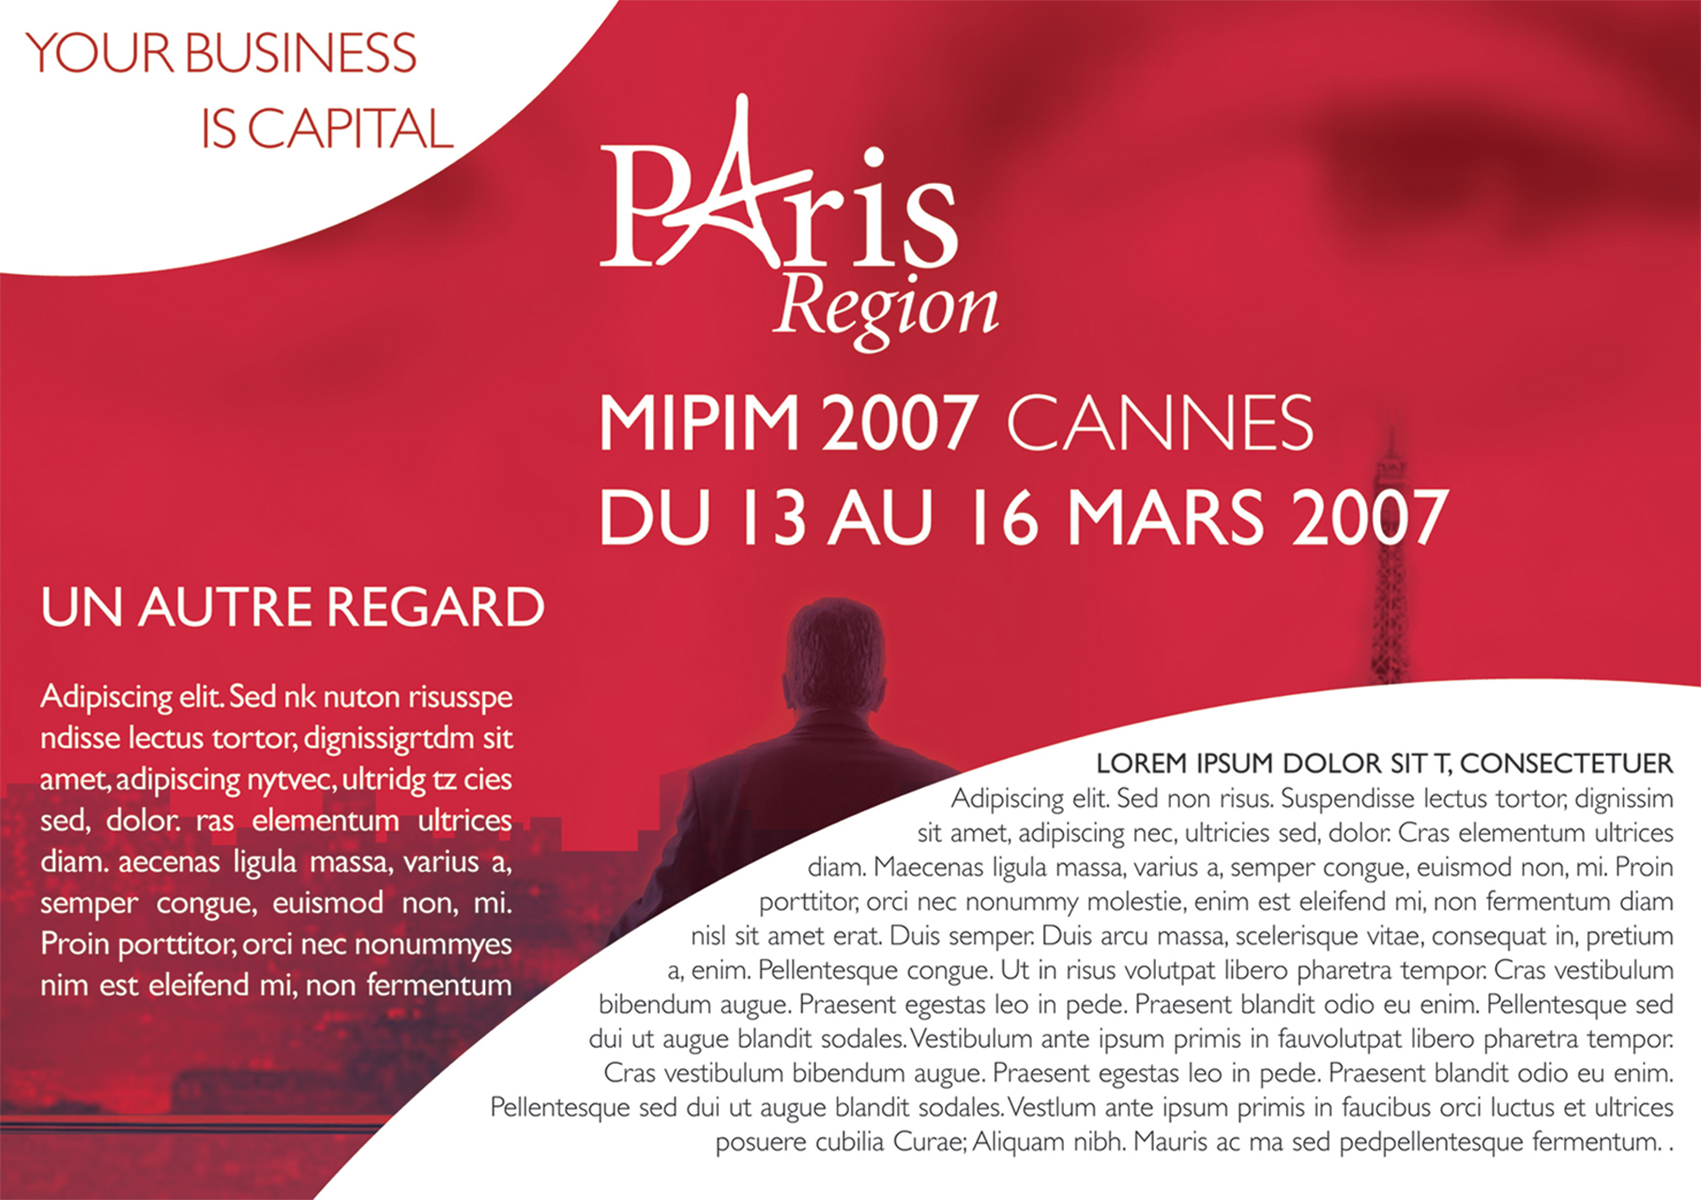 YOUR BUSINESS
IS CAPITAL
PAris
Region
MIPIM 2007 CANNES
DU 13 AU 16 MARS 2007
UN AUTRE REGARD
Adipiscing elit. Sed nk nuton risusspe
ndisse lectus tortor, dignissigrtdm sit
amet, adipiscing nytvec, ultridg tz cies
sed, dolor. ras elementum ultrices
diam. aecenas ligula massa, varius a,
semper congue, euismod non, mi.
Proin porttitor, orci nec nonummyes
nim est eleifend mi, non fermentum
LOREM IPSUM DOLOR SIT T, CONSECTETUER
Adipiscing elit. Sed non risus. Suspendisse lectus tortor, dignissim
sit amet, adipiscing nec, ultricies sed, dolor. Cras elementum ultrices
diam. Maecenas ligula massa, varius a, semper congue, euismod non, mi. Proin
porttitor, orci nec nonummy molestie, enim est eleifend mi, non fermentum diam
nisl sit amet erat. Duis semper. Duis arcu massa, scelerisque vitae, consequat in, pretium
a, enim. Pellentesque congue. Ut in risus volutpat libero pharetra tempor. Cras vestibulum
bibendum augue. Praesent egestas leo in pede. Praesent blandit odio eu enim. Pellentesque sed
dui ut augue blandit sodales. Vestibulum ante ipsum primis in fauvolutpat libero pharetra tempor.
Cras vestibulum bibendum augue. Praesent egestas leo in pede. Praesent blandit odio eu enim.
Pellentesque sed dui ut augue blandit sodales. Vestlum ante ipsum primis in faucibus orci luctus et ultrices
posuere cubilia Curae; Aliquam nibh. Mauris ac ma sed pedpellentesque fermentum. .